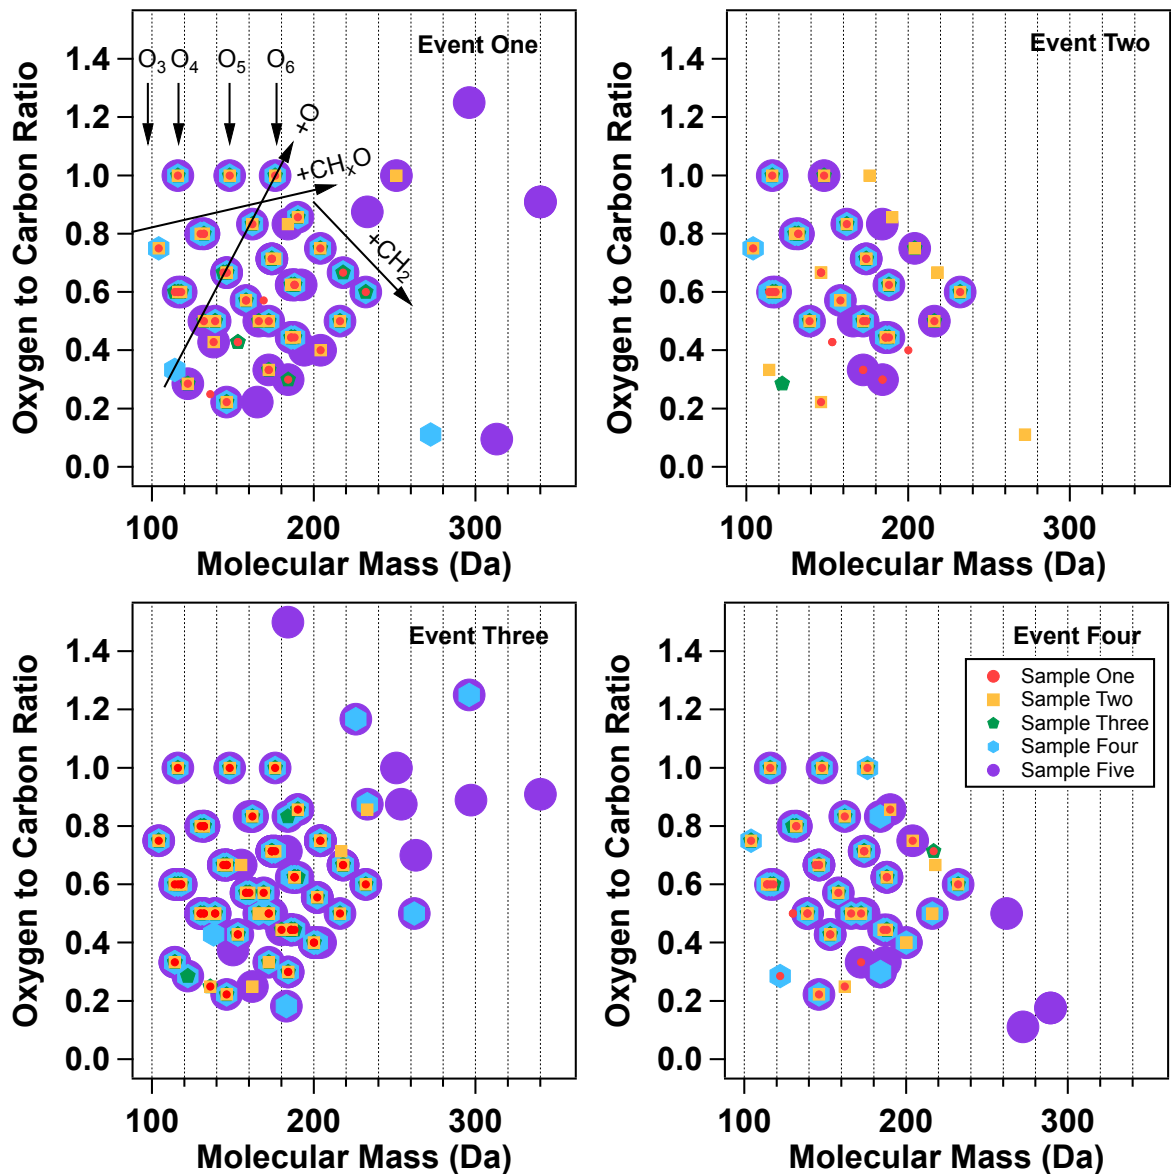 Event One
O3 O4 O5 O6
+O
+CHxO
+CH2
Oxygen to Carbon Ratio
1.4
1.2
1.0
0.8
0.6
0.4
0.2
0.0
100 200 300
Molecular Mass (Da)
Event Two
Oxygen to Carbon Ratio
1.4
1.2
1.0
0.8
0.6
0.4
0.2
0.0
100 200 300
Molecular Mass (Da)
Event Three
Oxygen to Carbon Ratio
1.4
1.2
1.0
0.8
0.6
0.4
0.2
0.0
100 200 300
Molecular Mass (Da)
Event Four
Sample One
Sample Two
Sample Three
Sample Four
Sample Five
Oxygen to Carbon Ratio
1.4
1.2
1.0
0.8
0.6
0.4
0.2
0.0
100 200 300
Molecular Mass (Da)